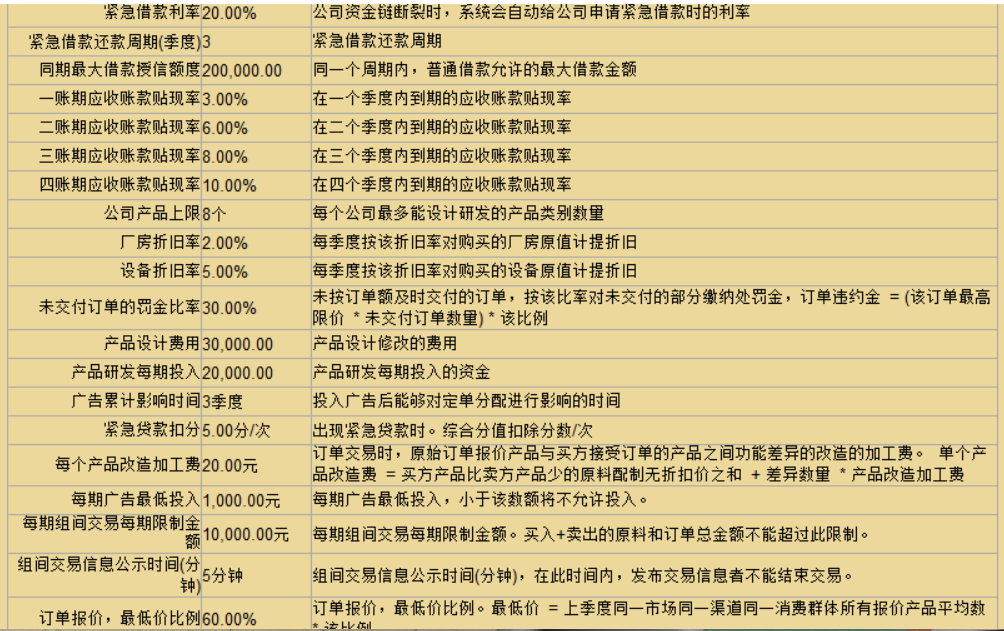 紧急借款利率20.00% 公司资金链断裂时，系统会自动给公司申请紧急借款时的利率
紧急借款还款周期(季度)3 紧急借款还款周期
同期最大借款授信额度200,000.00 同一个周期内，普通借款允许的最大借款金额
一账期应收账款贴现率3.00% 在一个季度内到期的应收账款贴现率
二账期应收账款贴现率6.00% 在二个季度内到期的应收账款贴现率
三账期应收账款贴现率8.00% 在三个季度内到期的应收账款贴现率
四账期应收账款贴现率10.00% 在四个季度内到期的应收账款贴现率
公司产品上限8个 每个公司最多能设计研发的产品类别数量
厂房折旧率2.00% 每季度按该折旧率对购买的厂房原值计提折旧
设备折旧率5.00% 每季度按该折旧率对购买的设备原值计提折旧
未交付订单的罚金比率30.00% 未按订单额及时交付的订单，按该比率对未交付的部分缴纳处罚金，订单违约金 = (该订单最高
限价 * 未交付订单数量) * 该比例
产品设计费用30,000.00 产品设计修改的费用
产品研发每期投入20,000.00 产品研发每期投入的资金
广告累计影响时间3季度 投入广告后能够对定单分配进行影响的时间
紧急贷款扣分5.00分/次 出现紧急贷款时。综合分值扣除分数/次
每个产品改造加工费20.00元 订单交易时，原始订单报价产品与买方接受订单的产品之间功能差异的改造的加工费。 单个产
品改造费 = 买方产品比卖方产品少的原料配制无折扣价之和 + 差异数量 * 产品改造加工费
每期广告最低投入1,000.00元 每期广告最低投入，小于该数额将不允许投入。
每期组间交易每期限制金
额 10,000.00元 每期组间交易每期限制金额。买入+卖出的原料和订单总金额不能超过此限制。
组间交易信息公示时间(分
钟) 5分钟 组间交易信息公示时间(分钟)，在此时间内，发布交易信息者不能结束交易。
订单报价，最低价比例60.00% 订单报价，最低价比例。最低价 = 上季度同一市场同一渠道同一消费群体所有报价产品平均数
* 该比例